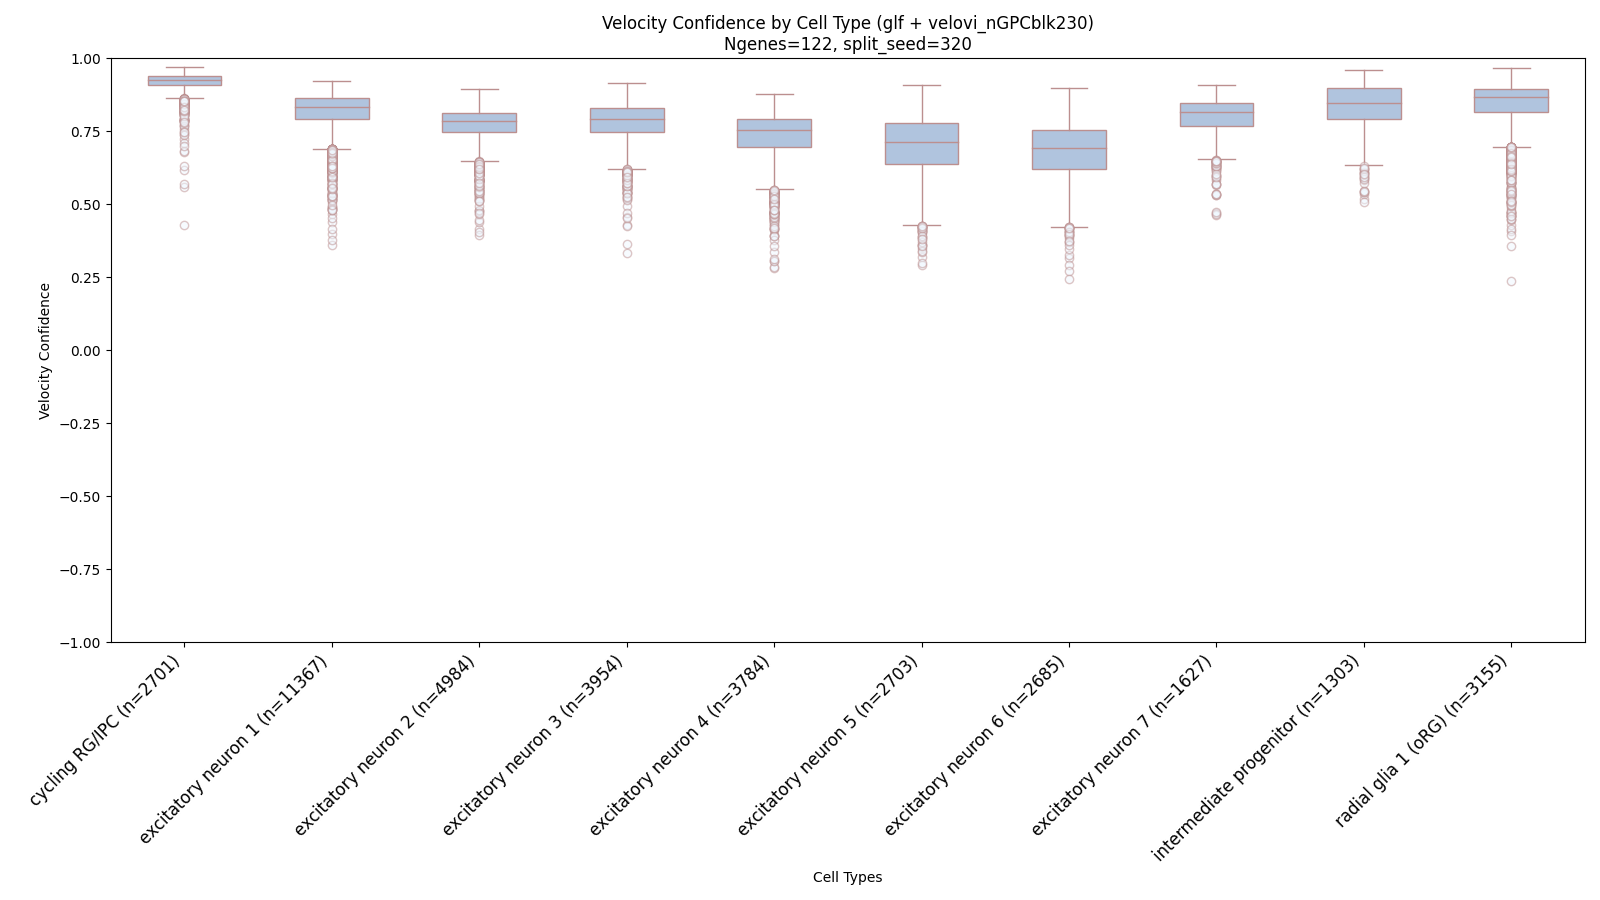 Velocity Confidence by Cell Type (glf + velovi_nGPCblk230)
Ngenes=122, split_seed=320
Velocity Confidence
1.00
0.75
0.50
0.25
0.00
−0.25
−0.50
−0.75
−1.00
cycling RG/IPC (n=2701)
excitatory neuron 1 (n=11367)
excitatory neuron 2 (n=4984)
excitatory neuron 3 (n=3954)
excitatory neuron 4 (n=3784)
excitatory neuron 5 (n=2703)
excitatory neuron 6 (n=2685)
excitatory neuron 7 (n=1627)
intermediate progenitor (n=1303)
radial glia 1 (oRG) (n=3155)
Cell Types